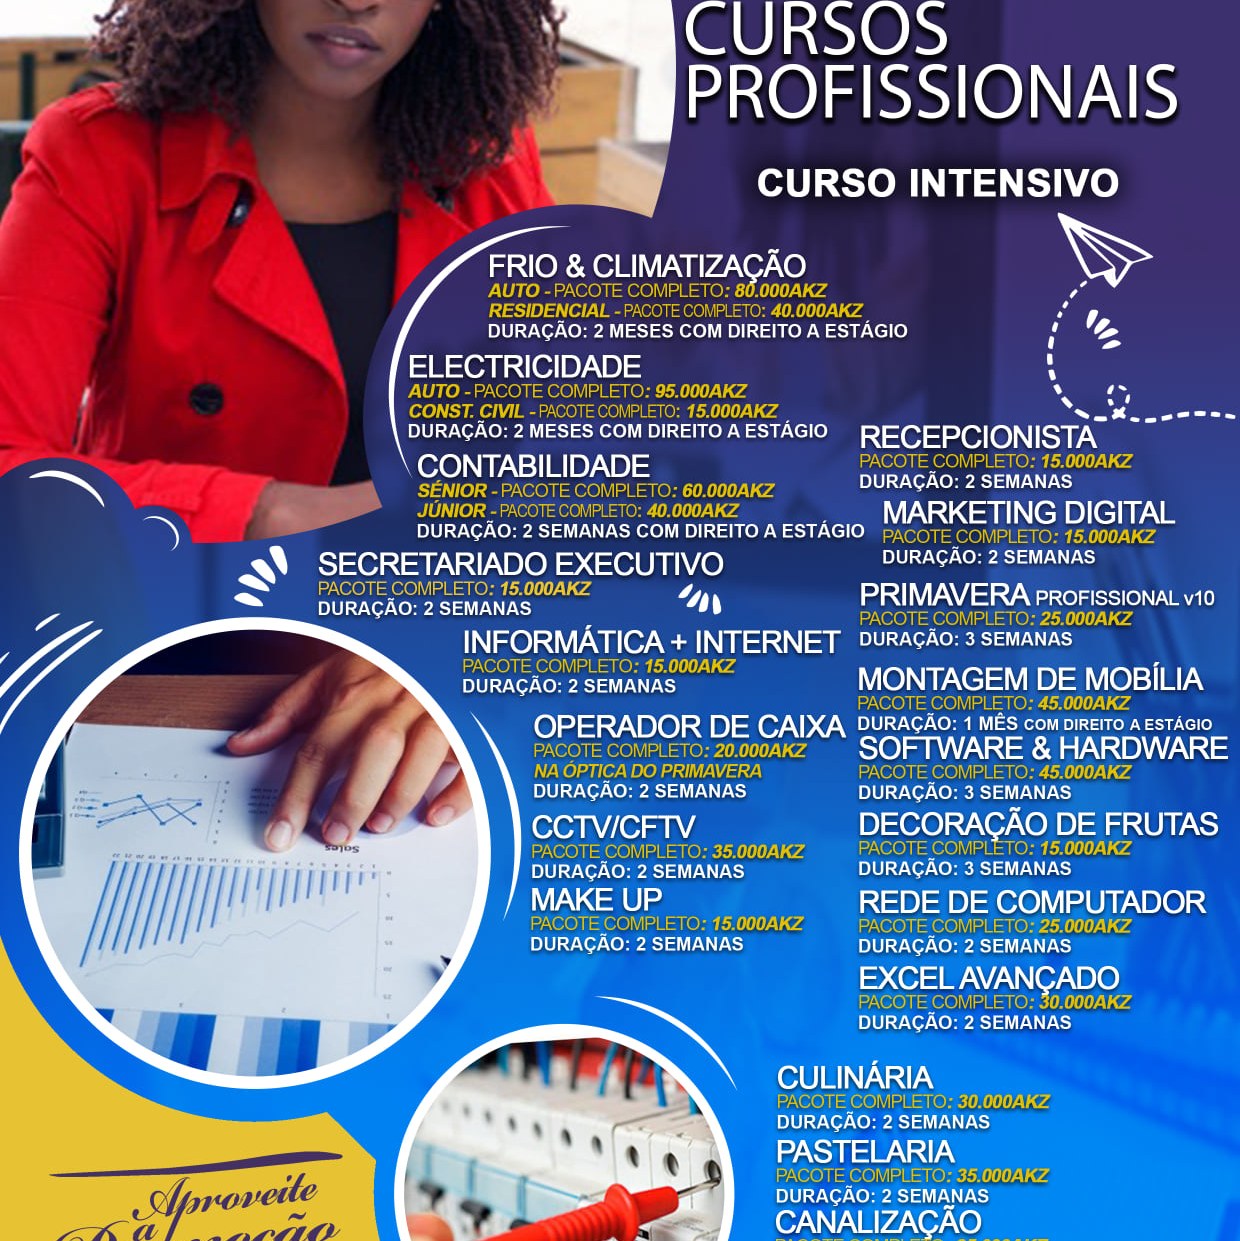 CURSOS
PROFISSIONAIS
CURSO INTENSIVO
FRIO & CLIMATIZAÇÃO
AUTO - PACOTE COMPLETO: 80.000AKZ
RESIDENCIAL - PACOTE COMPLETO: 40.000AKZ
DURAÇÃO: 2 MESES COM DIREITO A ESTÁGIO
ELECTRICIDADE
AUTO - PACOTE COMPLETO: 95.000AKZ
CONST. CIVIL - PACOTE COMPLETO: 15.000AKZ
DURAÇÃO: 2 MESES COM DIREITO A ESTÁGIO
CONTABILIDADE
SÉNIOR - PACOTE COMPLETO: 60.000AKZ
JÚNIOR - PACOTE COMPLETO: 40.000AKZ
DURAÇÃO: 2 SEMANAS COM DIREITO A ESTÁGIO
SECRETARIADO EXECUTIVO
PACOTE COMPLETO: 15.000AKZ
DURAÇÃO: 2 SEMANAS
INFORMÁTICA + INTERNET
PACOTE COMPLETO: 15.000AKZ
DURAÇÃO: 2 SEMANAS
OPERADOR DE CAIXA
PACOTE COMPLETO: 20.000AKZ
NA ÓPTICA DO PRIMAVERA
DURAÇÃO: 2 SEMANAS
CCTV/CFTV
PACOTE COMPLETO: 35.000AKZ
DURAÇÃO: 2 SEMANAS
MAKE UP
PACOTE COMPLETO: 15.000AKZ
DURAÇÃO: 2 SEMANAS
RECEPCIONISTA
PACOTE COMPLETO: 15.000AKZ
DURAÇÃO: 2 SEMANAS
MARKETING DIGITAL
PACOTE COMPLETO: 15.000AKZ
DURAÇÃO: 2 SEMANAS
PRIMAVERA PROFISSIONAL v10
PACOTE COMPLETO: 25.000AKZ
DURAÇÃO: 3 SEMANAS
MONTAGEM DE MOBÍLIA
PACOTE COMPLETO: 45.000AKZ
DURAÇÃO: 1 MÊS COM DIREITO A ESTÁGIO
SOFTWARE & HARDWARE
PACOTE COMPLETO: 45.000AKZ
DURAÇÃO: 3 SEMANAS
DECORAÇÃO DE FRUTAS
PACOTE COMPLETO: 15.000AKZ
DURAÇÃO: 3 SEMANAS
REDE DE COMPUTADOR
PACOTE COMPLETO: 25.000AKZ
DURAÇÃO: 2 SEMANAS
EXCEL AVANÇADO
PACOTE COMPLETO: 30.000AKZ
DURAÇÃO: 2 SEMANAS
CULINÁRIA
PACOTE COMPLETO: 30.000AKZ
DURAÇÃO: 2 SEMANAS
PASTELARIA
PACOTE COMPLETO: 35.000AKZ
DURAÇÃO: 2 SEMANAS
CANALIZAÇÃO
Sales
Aproveite
a